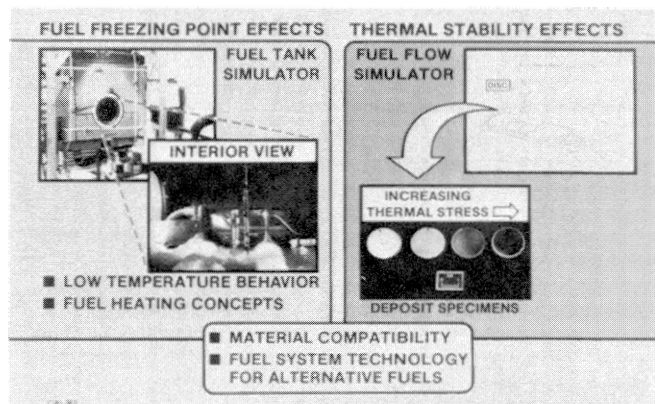 FUEL FREEZING POINT EFFECTS
FUEL TANK
SIMULATOR
INTERIOR VIEW
■ LOW TEMPERATURE BEHAVIOR
■ FUEL HEATING CONCEPTS
THERMAL STABILITY EFFECTS
FUEL FLOW
SIMULATOR
DISC
INCREASING
THERMAL STRESS
DEPOSIT SPECIMENS
■ MATERIAL COMPATIBILITY
■ FUEL SYSTEM TECHNOLOGY
FOR ALTERNATIVE FUELS